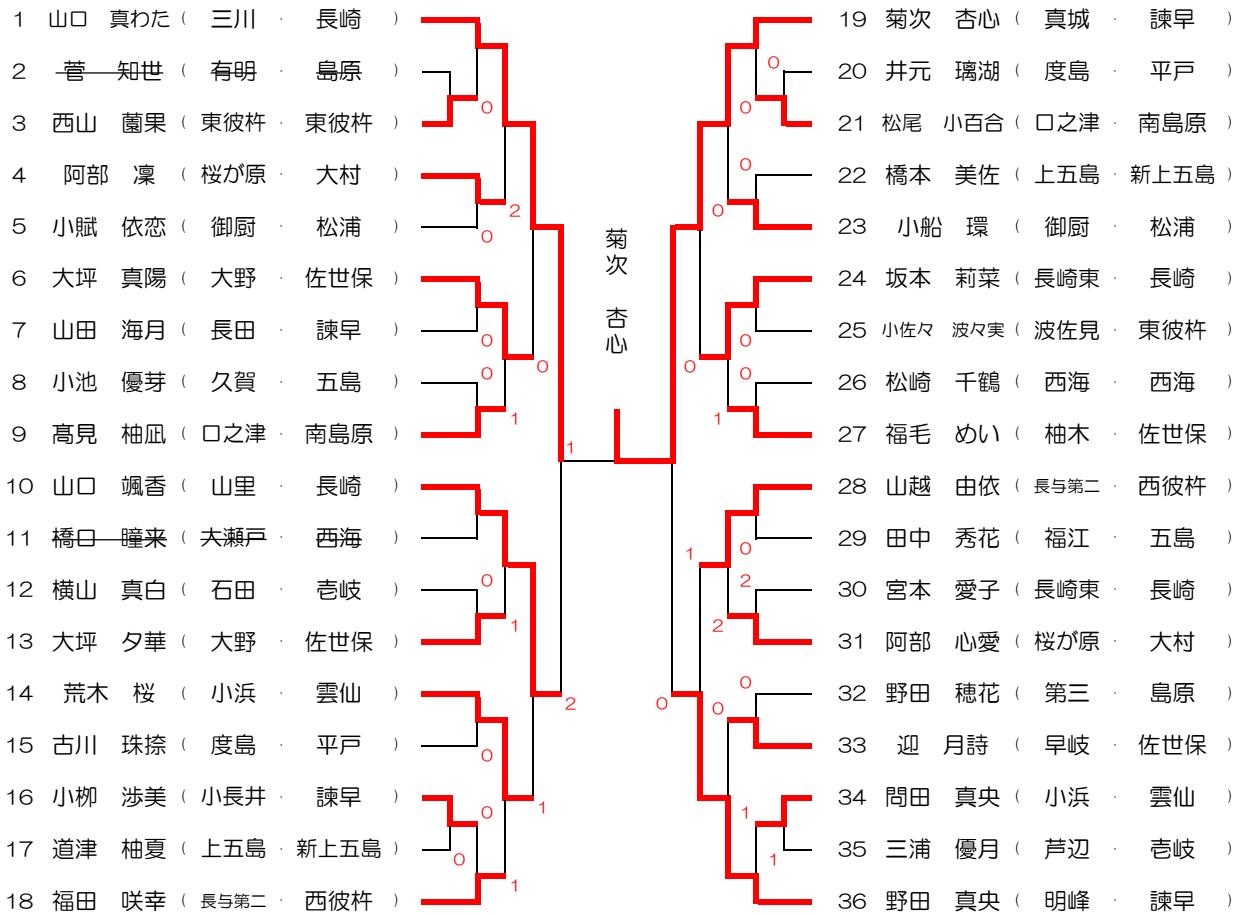 1 山口 真わた ( 三川 · 長崎 )
2 菅 知世 ( 有明 · 島原 )
3 西山 薗果 ( 東彼杵 · 東彼杵 )
4 阿部 凜 ( 桜が原 · 大村 )
5 小賦 依恋 ( 御厨 · 松浦 )
6 大坪 真陽 ( 大野 · 佐世保 )
7 山田 海月 ( 長田 · 諫早 )
8 小池 優芽 ( 久賀 · 五島 )
9 髙見 柚凪 ( 口之津 · 南島原 )
10 山口 颯香 ( 山里 · 長崎 )
11 橋口 瞳来 ( 大瀬戸 · 西海 )
12 横山 真白 ( 石田 · 壱岐 )
13 大坪 夕華 ( 大野 · 佐世保 )
14 荒木 桜 ( 小浜 · 雲仙 )
15 古川 珠捺 ( 度島 · 平戸 )
16 小栁 渉美 ( 小長井 · 諫早 )
17 道津 柚夏 ( 上五島 · 新上五島 )
18 福田 咲幸 ( 長与第二 · 西彼杵 )
0
2
0
0
0
0
1
1
0
1
2
0
0
1
0
1
菊次 杏心
0
0
0
0
0
0
0
1
1
0
2
2
0
0
0
1
1
19 菊次 杏心 ( 真城 · 諫早 )
20 井元 璃湖 ( 度島 · 平戸 )
21 松尾 小百合 ( 口之津 · 南島原 )
22 橋本 美佐 ( 上五島 · 新上五島 )
23 小船 環 ( 御厨 · 松浦 )
24 坂本 莉菜 ( 長崎東 · 長崎 )
25 小佐々 波々実 ( 波佐見 · 東彼杵 )
26 松崎 千鶴 ( 西海 · 西海 )
27 福毛 めい ( 柚木 · 佐世保 )
28 山越 由依 ( 長与第二 · 西彼杵 )
29 田中 秀花 ( 福江 · 五島 )
30 宮本 愛子 ( 長崎東 · 長崎 )
31 阿部 心愛 ( 桜が原 · 大村 )
32 野田 穂花 ( 第三 · 島原 )
33 迎 月詩 ( 早岐 · 佐世保 )
34 問田 真央 ( 小浜 · 雲仙 )
35 三浦 優月 ( 芦辺 · 壱岐 )
36 野田 真央 ( 明峰 · 諫早 )